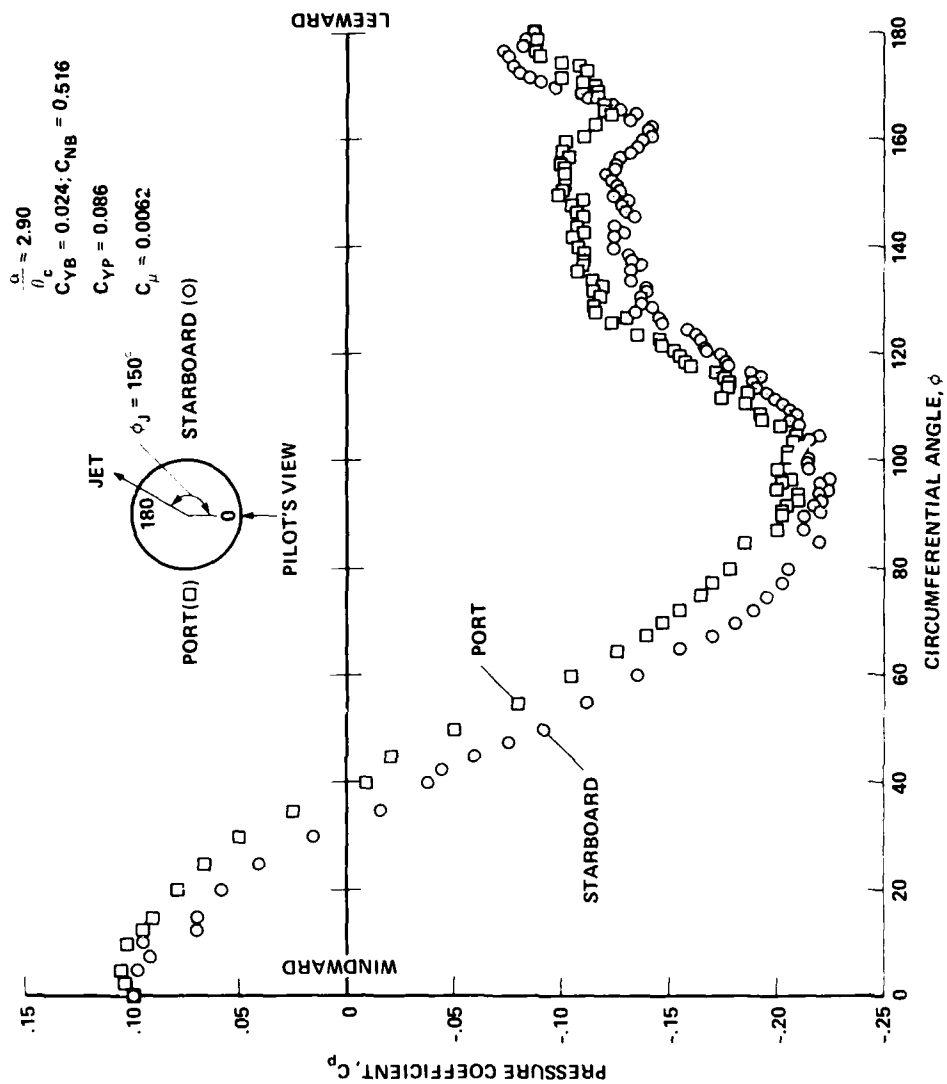 α/θc = 2.90
CYB = 0.024; CNB = 0.516
CYP = 0.086
Cμ = 0.0062
JET
ϕJ = 150°
180
0
PORT(□)
STARBOARD (○)
PILOT'S VIEW
WINDWARD
LEEWARD
PORT
STARBOARD
PRESSURE COEFFICIENT, Cp
.15
.10
.05
0
-.05
-.10
-.15
-.20
-.25
0
20
40
60
80
100
120
140
160
180
CIRCUMFERENTIAL ANGLE, ϕ